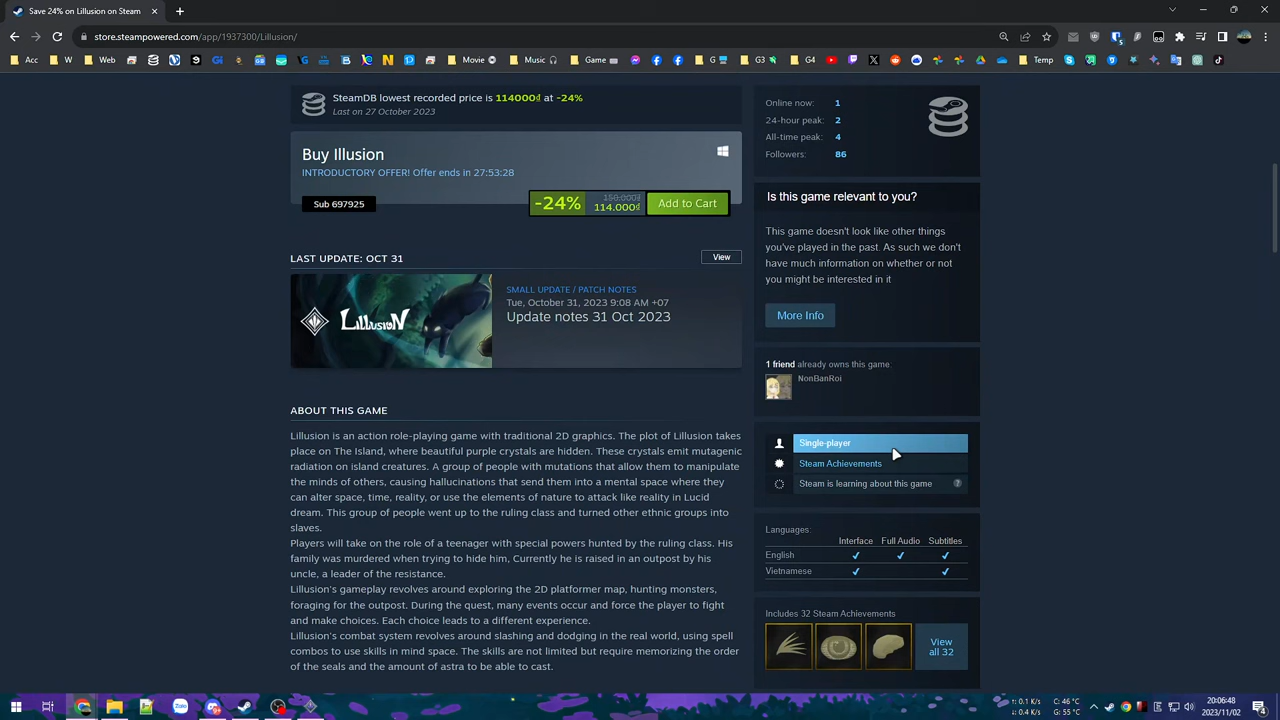 Save 24% on Lillusion on Steam
store.steampowered.com/app/1937300/Lillusion/
Acc
W
Web
Movie
Music
Game
G
G3
G4
Temp
SteamDB lowest recorded price is 114000₫ at -24%
Last on 27 October 2023
Buy Lillusion
INTRODUCTORY OFFER! Offer ends in 27:53:28
Sub 697925
-24%
150.000₫
114.000₫
Add to Cart
LAST UPDATE: OCT 31
View
LILLUSION
SMALL UPDATE / PATCH NOTES
Tue, October 31, 2023 9:08 AM +07
Update notes 31 Oct 2023
ABOUT THIS GAME
Lillusion is an action role-playing game with traditional 2D graphics. The plot of Lillusion takes
place on The Island, where beautiful purple crystals are hidden. These crystals emit mutagenic
radiation on island creatures. A group of people with mutations that allow them to manipulate
the minds of others, causing hallucinations that send them into a mental space where they
can alter space, time, reality, or use the elements of nature to attack like reality in Lucid
dream. This group of people went up to the ruling class and turned other ethnic groups into
slaves.
Players will take on the role of a teenager with special powers hunted by the ruling class. His
family was murdered when trying to hide him, Currently he is raised in an outpost by his
uncle, a leader of the resistance.
Lillusion's gameplay revolves around exploring the 2D platformer map, hunting monsters,
foraging for the outpost. During the quest, many events occur and force the player to fight
and make choices. Each choice leads to a different experience.
Lillusion's combat system revolves around slashing and dodging in the real world, using spell
combos to use skills in mind space. The skills are not limited but require memorizing the order
of the seals and the amount of astra to be able to cast.
Online now: 1
24-hour peak: 2
All-time peak: 4
Followers: 86
Is this game relevant to you?
This game doesn't look like other things
you've played in the past. As such we don't
have much information on whether or not
you might be interested in it
More Info
1 friend already owns this game:
NonBanRoi
Single-player
Steam Achievements
Steam is learning about this game ?
Languages:
Interface Full Audio Subtitles
English ✔ ✔ ✔
Vietnamese ✔ ✔
Includes 32 Steam Achievements
View
all 32
Zalo
↑: 0.1 K/s
↓: 0.4 K/s
C: 46 °C
G: 55 °C
20:06:48
2023/11/02